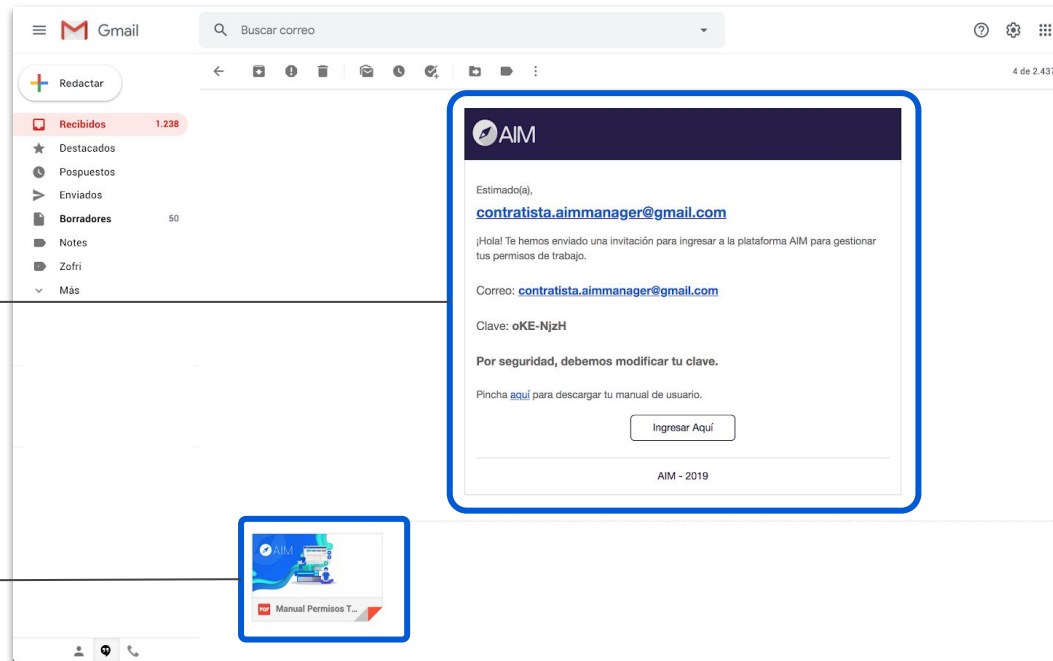 Gmail
Buscar correo
Redactar
4 de 2.437
Recibidos 1.238
Destacados
Pospuestos
Enviados
Borradores 50
Notes
Zofri
Más
AIM
Estimado(a),
contratista.aimmanager@gmail.com
¡Hola! Te hemos enviado una invitación para ingresar a la plataforma AIM para gestionar
tus permisos de trabajo.
Correo: contratista.aimmanager@gmail.com
Clave: oKE-NjzH
Por seguridad, debemos modificar tu clave.
Pincha aquí para descargar tu manual de usuario.
Ingresar Aquí
AIM - 2019
AIM
PDF Manual Permisos T...